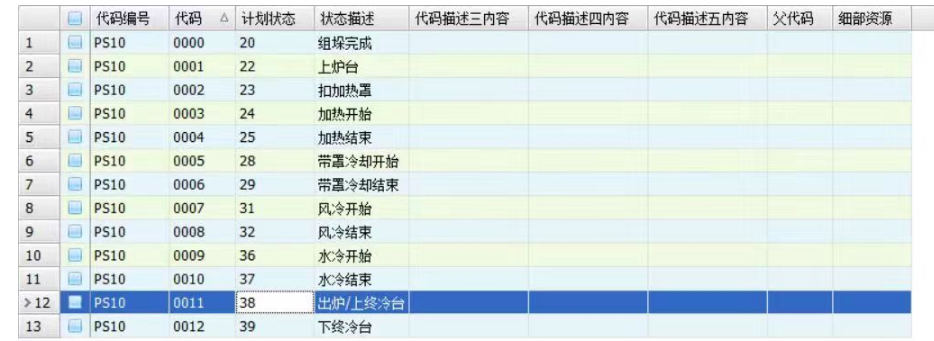 代码编号 代码 计划状态 状态描述 代码描述三内容 代码描述四内容 代码描述五内容 父代码 细部资源
1 PS10 0000 20 组垛完成
2 PS10 0001 22 上炉台
3 PS10 0002 23 扣加热罩
4 PS10 0003 24 加热开始
5 PS10 0004 25 加热结束
6 PS10 0005 28 带罩冷却开始
7 PS10 0006 29 带罩冷却结束
8 PS10 0007 31 风冷开始
9 PS10 0008 32 风冷结束
10 PS10 0009 36 水冷开始
11 PS10 0010 37 水冷结束
>12 PS10 0011 38 出炉/上终冷台
13 PS10 0012 39 下终冷台